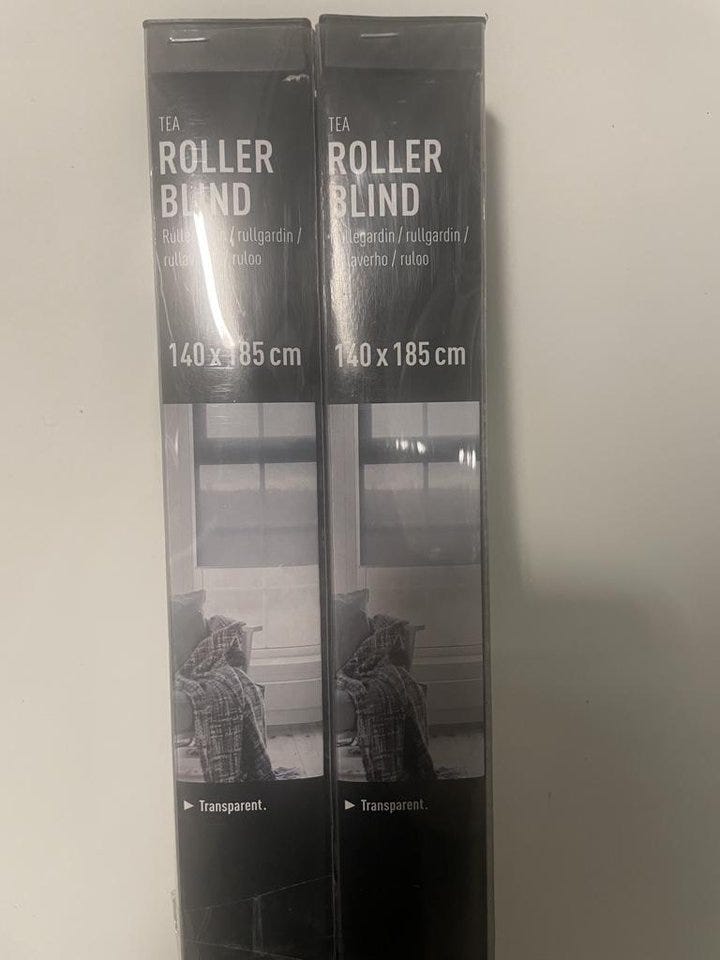 TEA
ROLLER
BLIND
/ rullgardin /
ruloo
140 x 185 cm
► Transparent.
TEA
ROLLER
BLIND
/ rullgardin /
/ ruloo
140 x 185 cm
► Transparent.